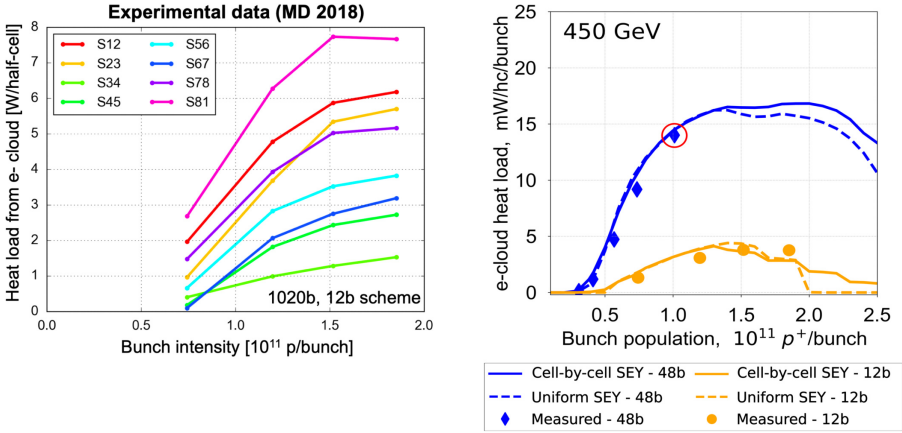 Experimental data (MD 2018)
Heat load from e- cloud [W/half-cell]
8
7
6
5
4
3
2
1
0
S12
S23
S34
S45
S56
S67
S78
S81
1020b, 12b scheme
0.0 0.5 1.0 1.5 2.0
Bunch intensity [10¹¹ p/bunch]
450 GeV
e-cloud heat load, mW/hc/bunch
25
20
15
10
5
0
0.5 1.0 1.5 2.0 2.5
Bunch population, 10¹¹ p⁺/bunch
Cell-by-cell SEY - 48b
Uniform SEY - 48b
Measured - 48b
Cell-by-cell SEY - 12b
Uniform SEY - 12b
Measured - 12b